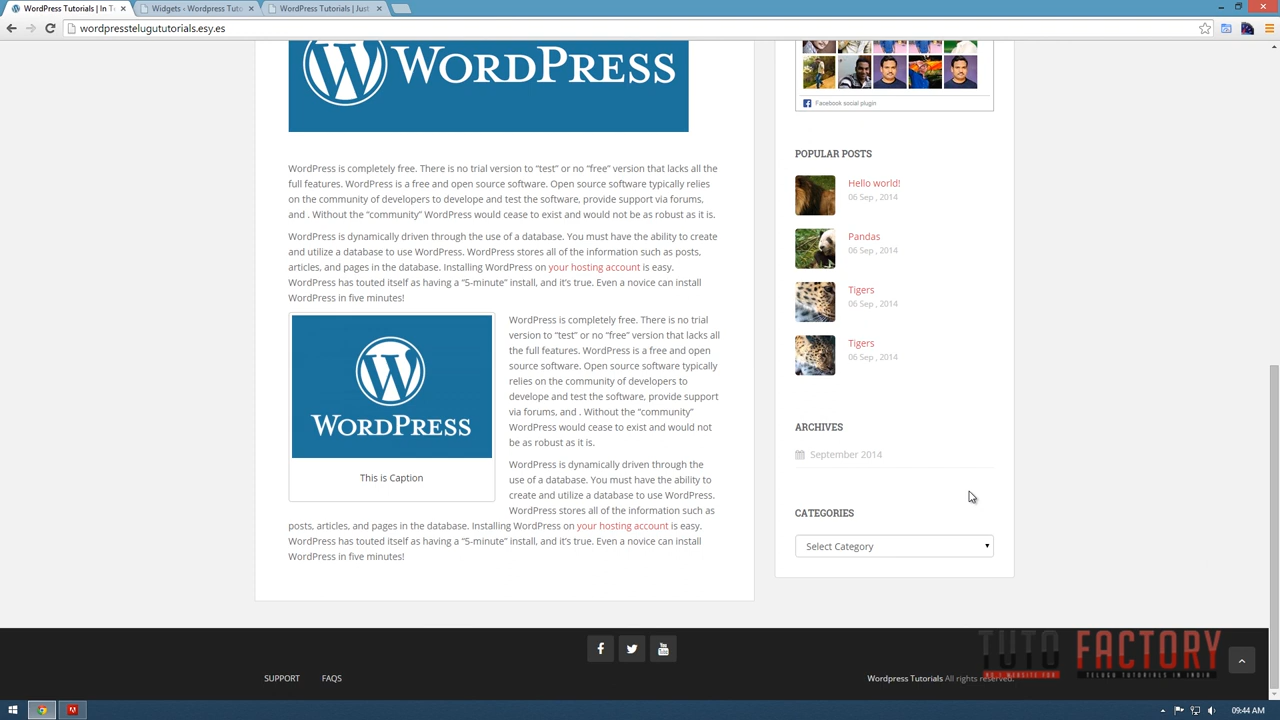 WordPress Tutorials | In T
Widgets ‹ Wordpress Tuto
WordPress Tutorials | Just
wordpresstelugututorials.esy.es
WORDPRESS
WordPress is completely free. There is no trial version to “test” or no “free” version that lacks all the
full features. WordPress is a free and open source software. Open source software typically relies
on the community of developers to develop and test the software, provide support via forums,
and . Without the “community” WordPress would cease to exist and would not be as robust as it is.
WordPress is dynamically driven through the use of a database. You must have the ability to create
and utilize a database to use WordPress. WordPress stores all of the information such as posts,
articles, and pages in the database. Installing WordPress on your hosting account is easy.
WordPress has touted itself as having a “5-minute” install, and it’s true. Even a novice can install
WordPress in five minutes!
WORDPRESS
This is Caption
WordPress is completely free. There is no trial
version to “test” or no “free” version that lacks all
the full features. WordPress is a free and open
source software. Open source software typically
relies on the community of developers to
develop and test the software, provide support
via forums, and . Without the “community”
WordPress would cease to exist and would not
be as robust as it is.
WordPress is dynamically driven through the
use of a database. You must have the ability to
create and utilize a database to use WordPress.
WordPress stores all of the information such as
posts, articles, and pages in the database. Installing WordPress on your hosting account is easy.
WordPress has touted itself as having a “5-minute” install, and it’s true. Even a novice can install
WordPress in five minutes!
Facebook social plugin
POPULAR POSTS
Hello world!
06 Sep , 2014
Pandas
06 Sep , 2014
Tigers
06 Sep , 2014
Tigers
06 Sep , 2014
ARCHIVES
September 2014
CATEGORIES
Select Category
SUPPORT FAQS
Wordpress Tutorials All rights reserved.
TUTO FACTORY
NO.1 WEBSITE FOR TELUGU TUTORIALS IN INDIA
09:44 AM